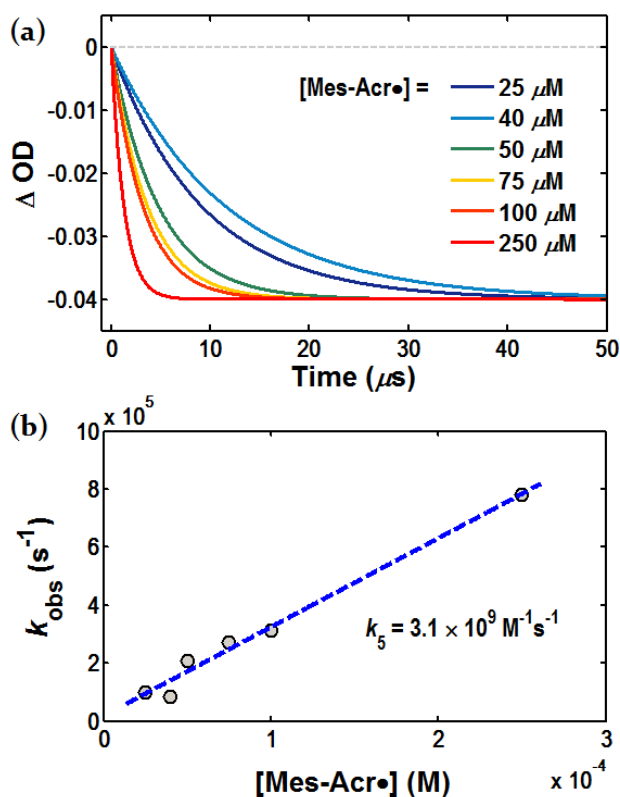 (a)
0
-0.01
-0.02
-0.03
-0.04
Δ OD
[Mes-Acr•] =
25 μM
40 μM
50 μM
75 μM
100 μM
250 μM
0 10 20 30 40 50
Time (μs)
(b)
x 10^5
10
8
6
4
2
0
k_obs (s^-1)
k_5 = 3.1 × 10^9 M^-1s^-1
0 1 2 3
[Mes-Acr•] (M)
x 10^-4